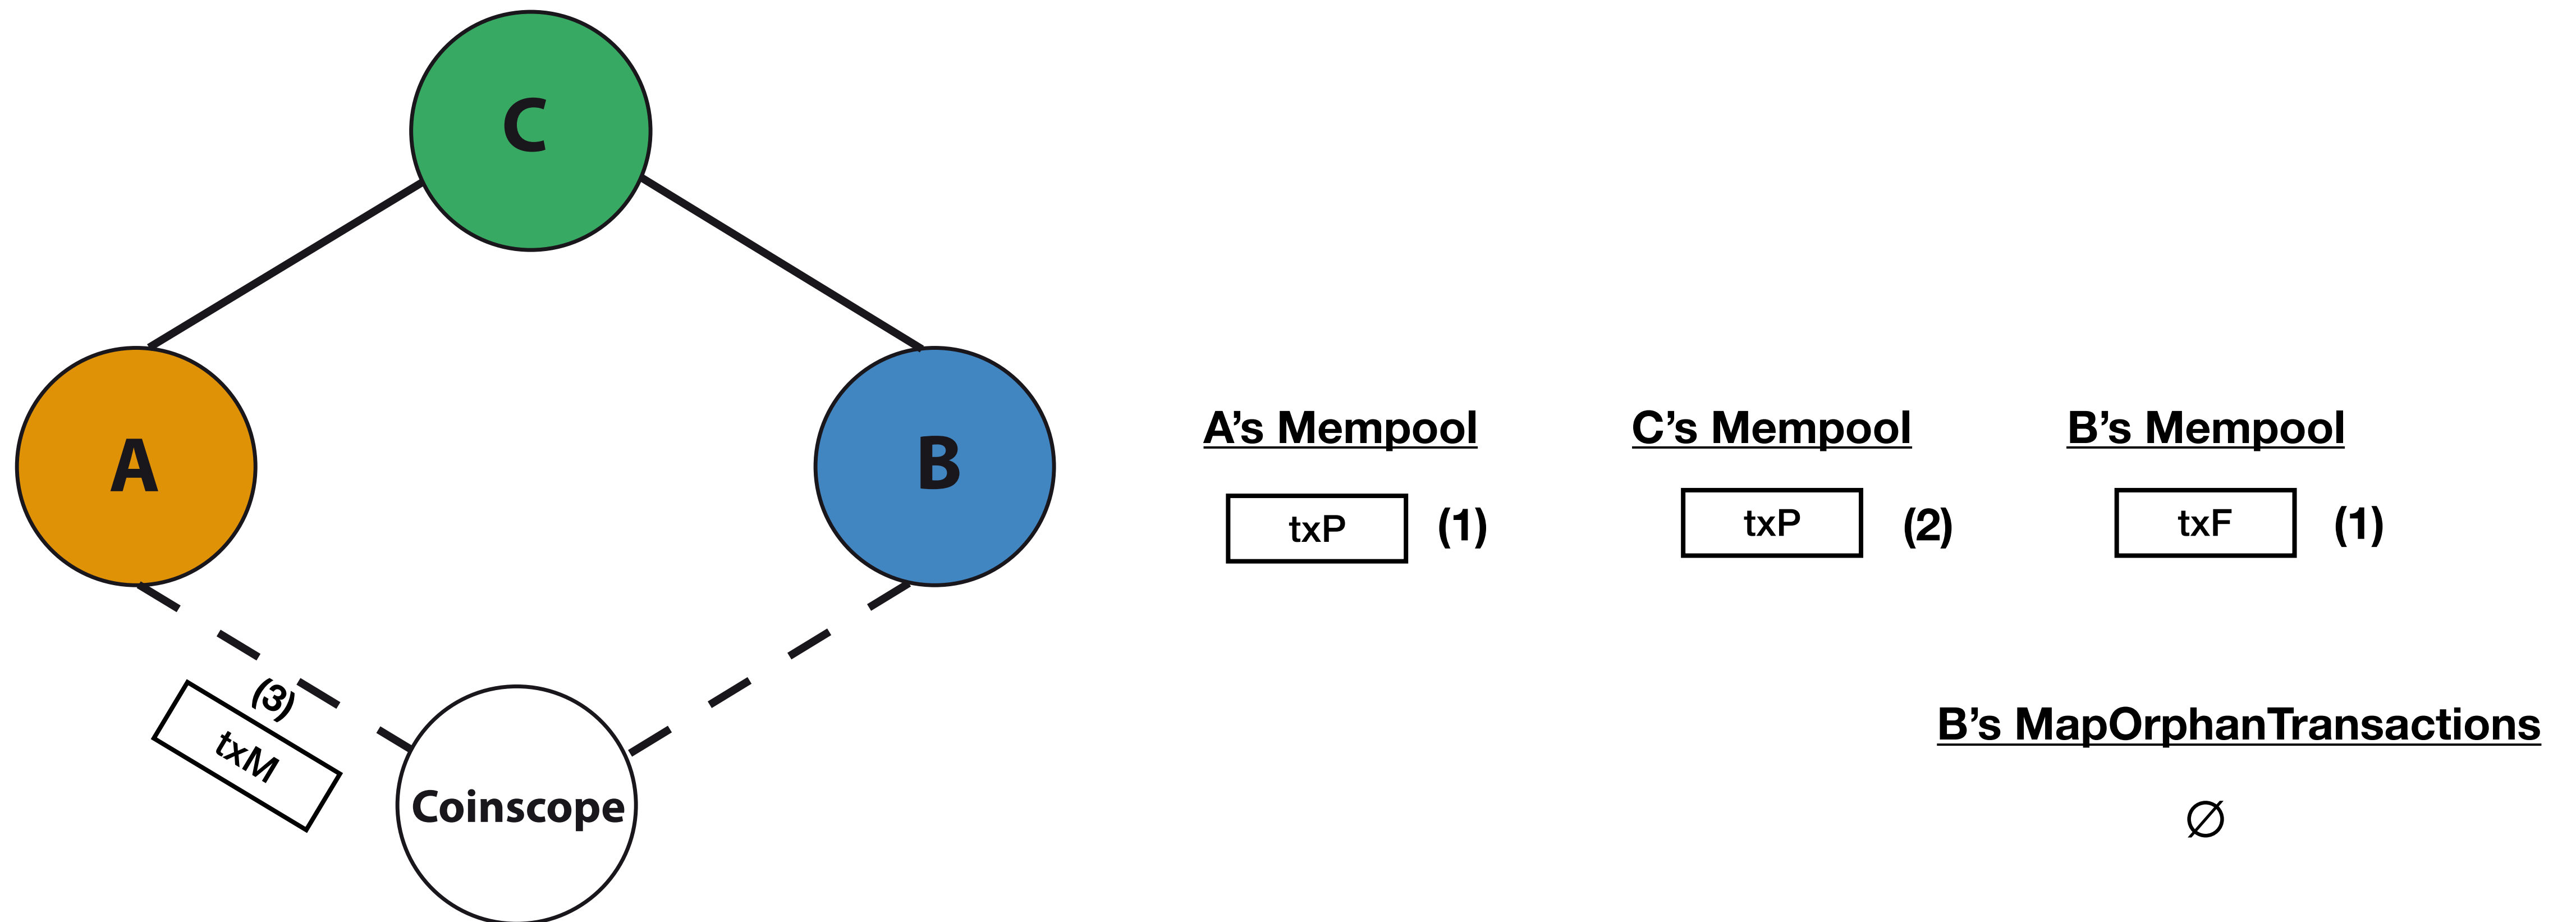 C
A
B
Coinscope
(3)
txM
A’s Mempool
txP
(1)
C’s Mempool
txP
(2)
B’s Mempool
txF
(1)
B’s MapOrphanTransactions
∅